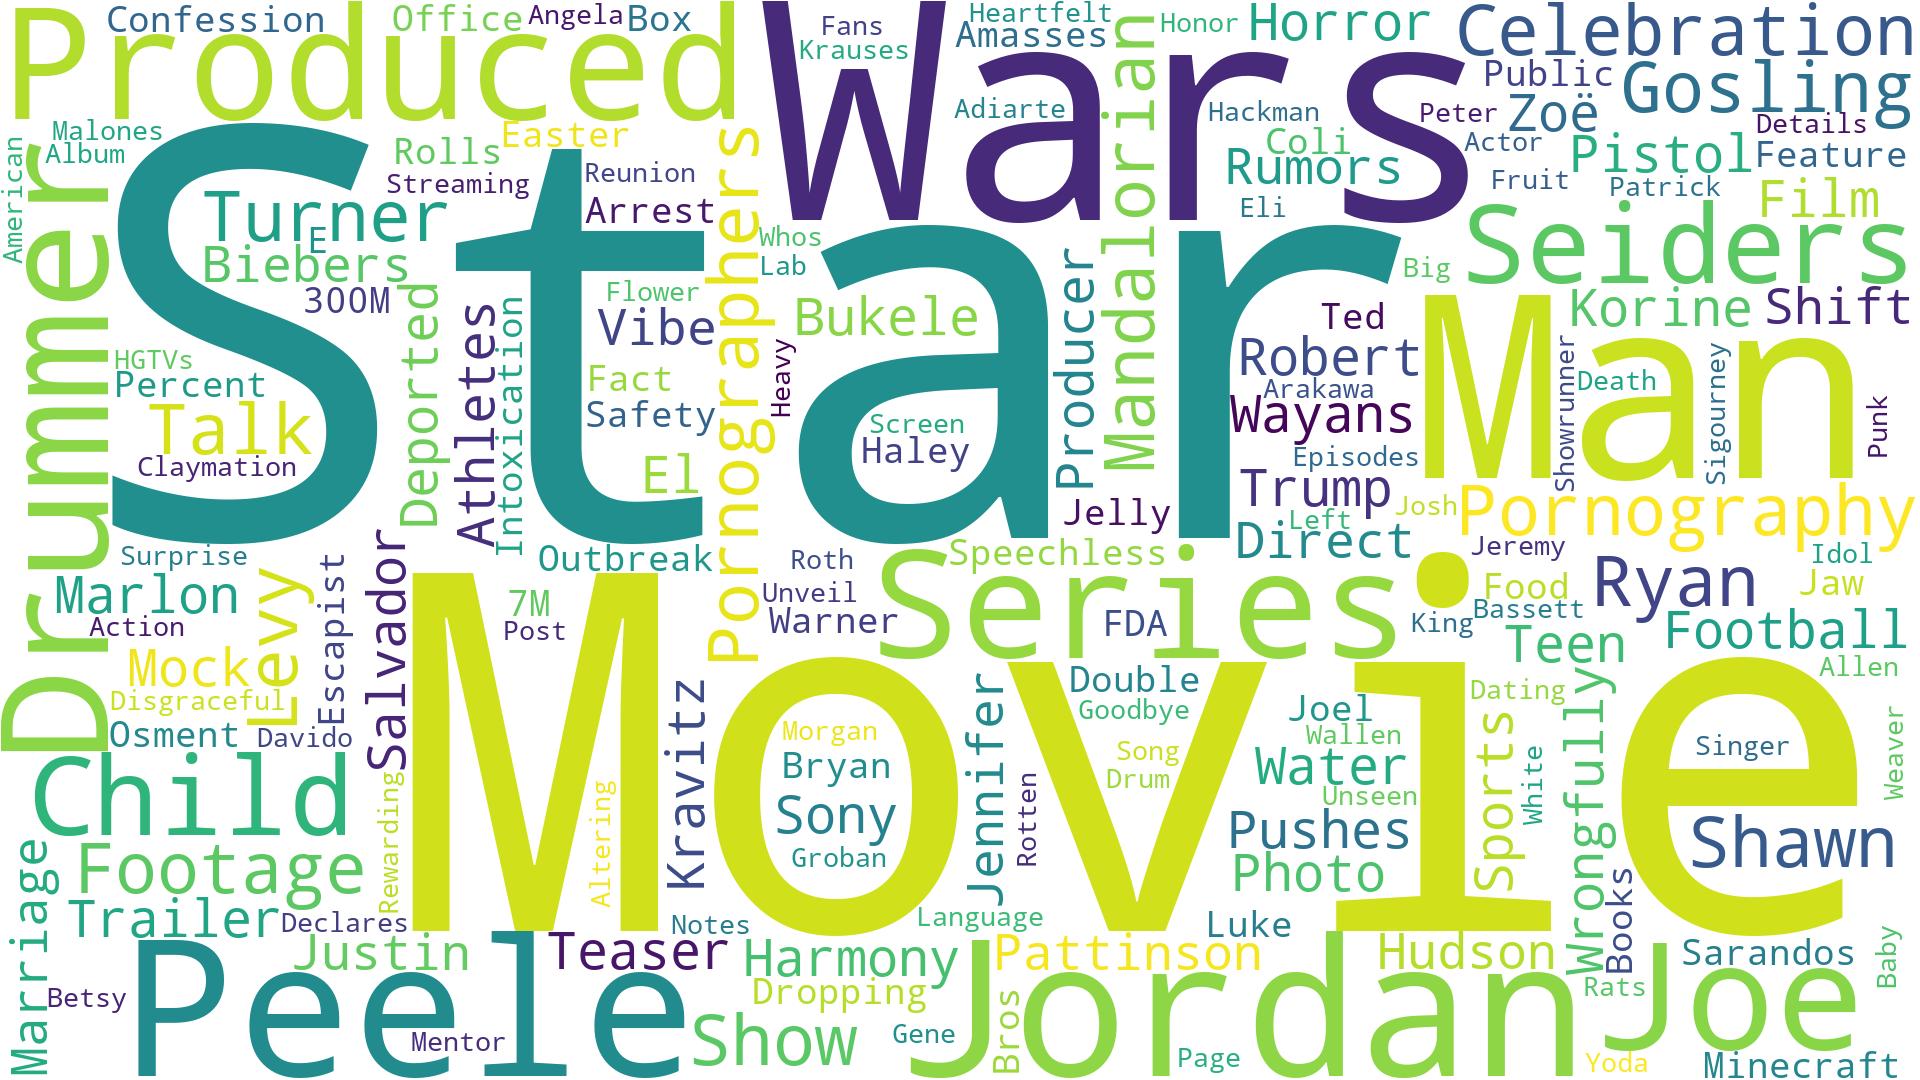 Produced
Confession
Office
Angela
Box
Wars
Fans
Krauses
Heartfelt
Amasses
Mandalorian
Honor
Horror
Celebration
Public
Gosling
Adiarte
Hackman
Peter
Zoë
Details
American
Malones
Album
Drummer
Star
Rolls
Easter
Streaming
Reunion
Pornographers
Coli
Rumors
Actor
Pistol
Feature
Fruit
Patrick
Film
Turner
E
Arrest
Eli
Seiders
Biebers
Whos
Lab
Producer
Big
300M
Deported
Athletes
Intoxication
Flower
Vibe
Bukele
Ted
Man
Korine
Shift
HGTVs
Percent
Fact
Heavy
Robert
Showrunner
Sigourney
Death
Punk
Talk
Safety
Screen
Haley
Arakawa
Wayans
Claymation
El
Episodes
Trump
Josh
Pornography
Jelly
Left
Direct
Surprise
Salvador
Outbreak
Roth
Speechless
Series
Jeremy
Idol
Marlon
Levy
Escapist
Movie
7M
Post
Unveil
Warner
FDA
Food
Bassett
King
Ryan
Jaw
Action
Teen
Football
Mock
Kravitz
Jennifer
Double
Allen
Disgraceful
Goodbye
Joel
Dating
Wrongfully
Osment
Davido
Morgan
Wallen
Sports
Singer
Weaver
Child
Rewarding
Altering
Bryan
Song
Drum
Water
White
Unseen
Sony
Rotten
Pushes
Shawn
Marriage
Footage
Groban
Photo
Books
Trailer
Declares
Notes
Language
Luke
Peele
Justin
Teaser
Harmony
Pattinson
Jordan
Hudson
Joe
Sarandos
Baby
Betsy
Dropping
Bros
Rats
Mentor
Show
Gene
Page
Yoda
Minecraft